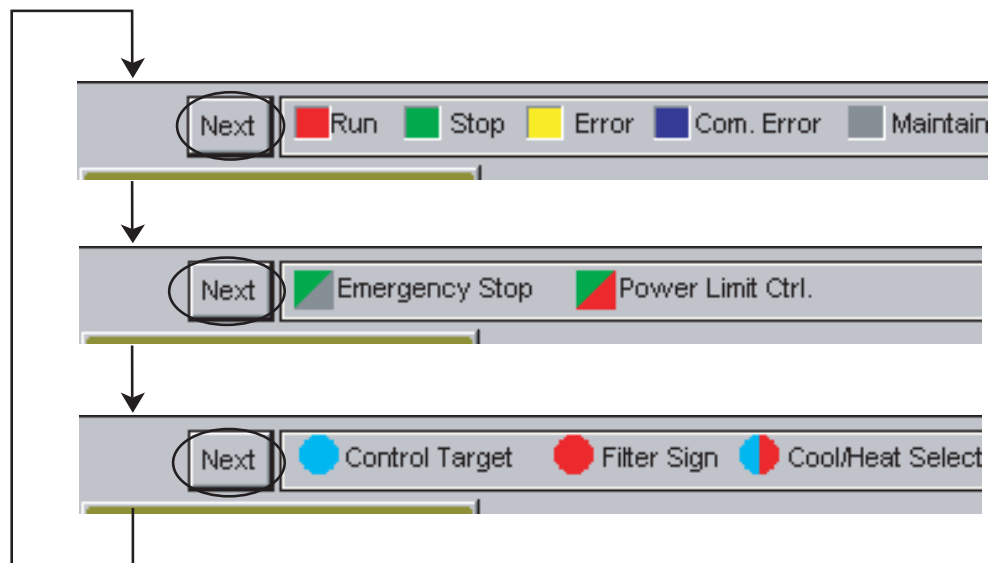 Next Run Stop Error Com. Error Maintain
Next Emergency Stop Power Limit Ctrl.
Next Control Target Filter Sign Cool/Heat Select